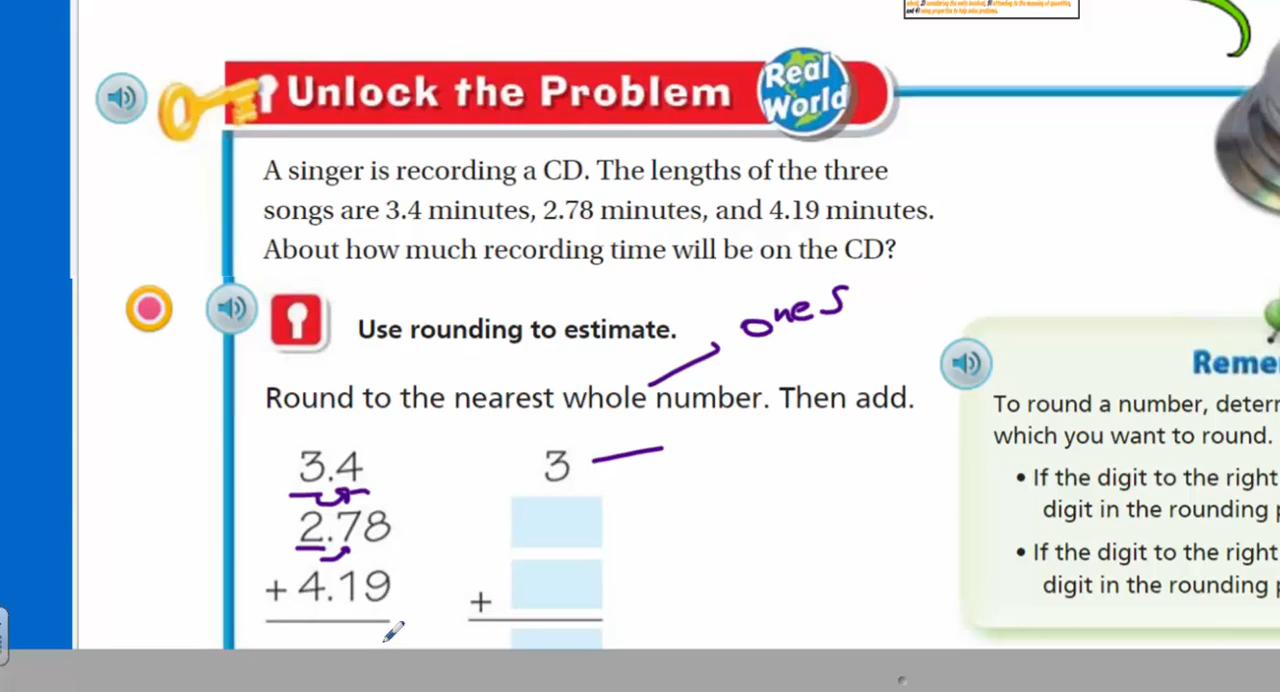 Unlock the Problem
Real
World
A singer is recording a CD. The lengths of the three
songs are 3.4 minutes, 2.78 minutes, and 4.19 minutes.
About how much recording time will be on the CD?
ones
Use rounding to estimate.
Round to the nearest whole number. Then add.
3.4 3
2.78
+ 4.19 +
Reme
To round a number, deter
which you want to round.
• If the digit to the right
digit in the rounding p
• If the digit to the right
digit in the rounding p